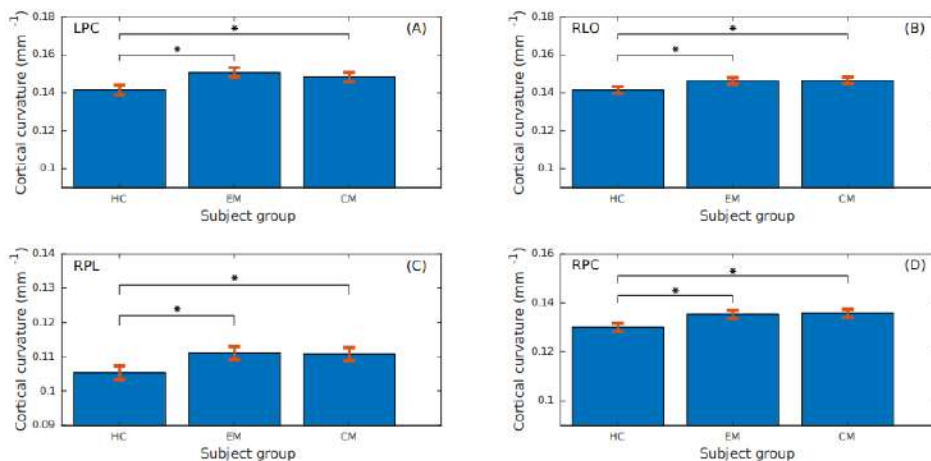 LPC (A)
Cortical curvature (mm ⁻¹)
0.18
0.16
0.14
0.12
0.1
*
*
HC EM CM
Subject group
RLO (B)
Cortical curvature (mm ⁻¹)
0.18
0.16
0.14
0.12
0.1
*
*
HC EM CM
Subject group
RPL (C)
Cortical curvature (mm ⁻¹)
0.14
0.13
0.12
0.11
0.1
0.09
*
*
HC EM CM
Subject group
RPC (D)
Cortical curvature (mm ⁻¹)
0.16
0.14
0.12
0.1
*
*
HC EM CM
Subject group